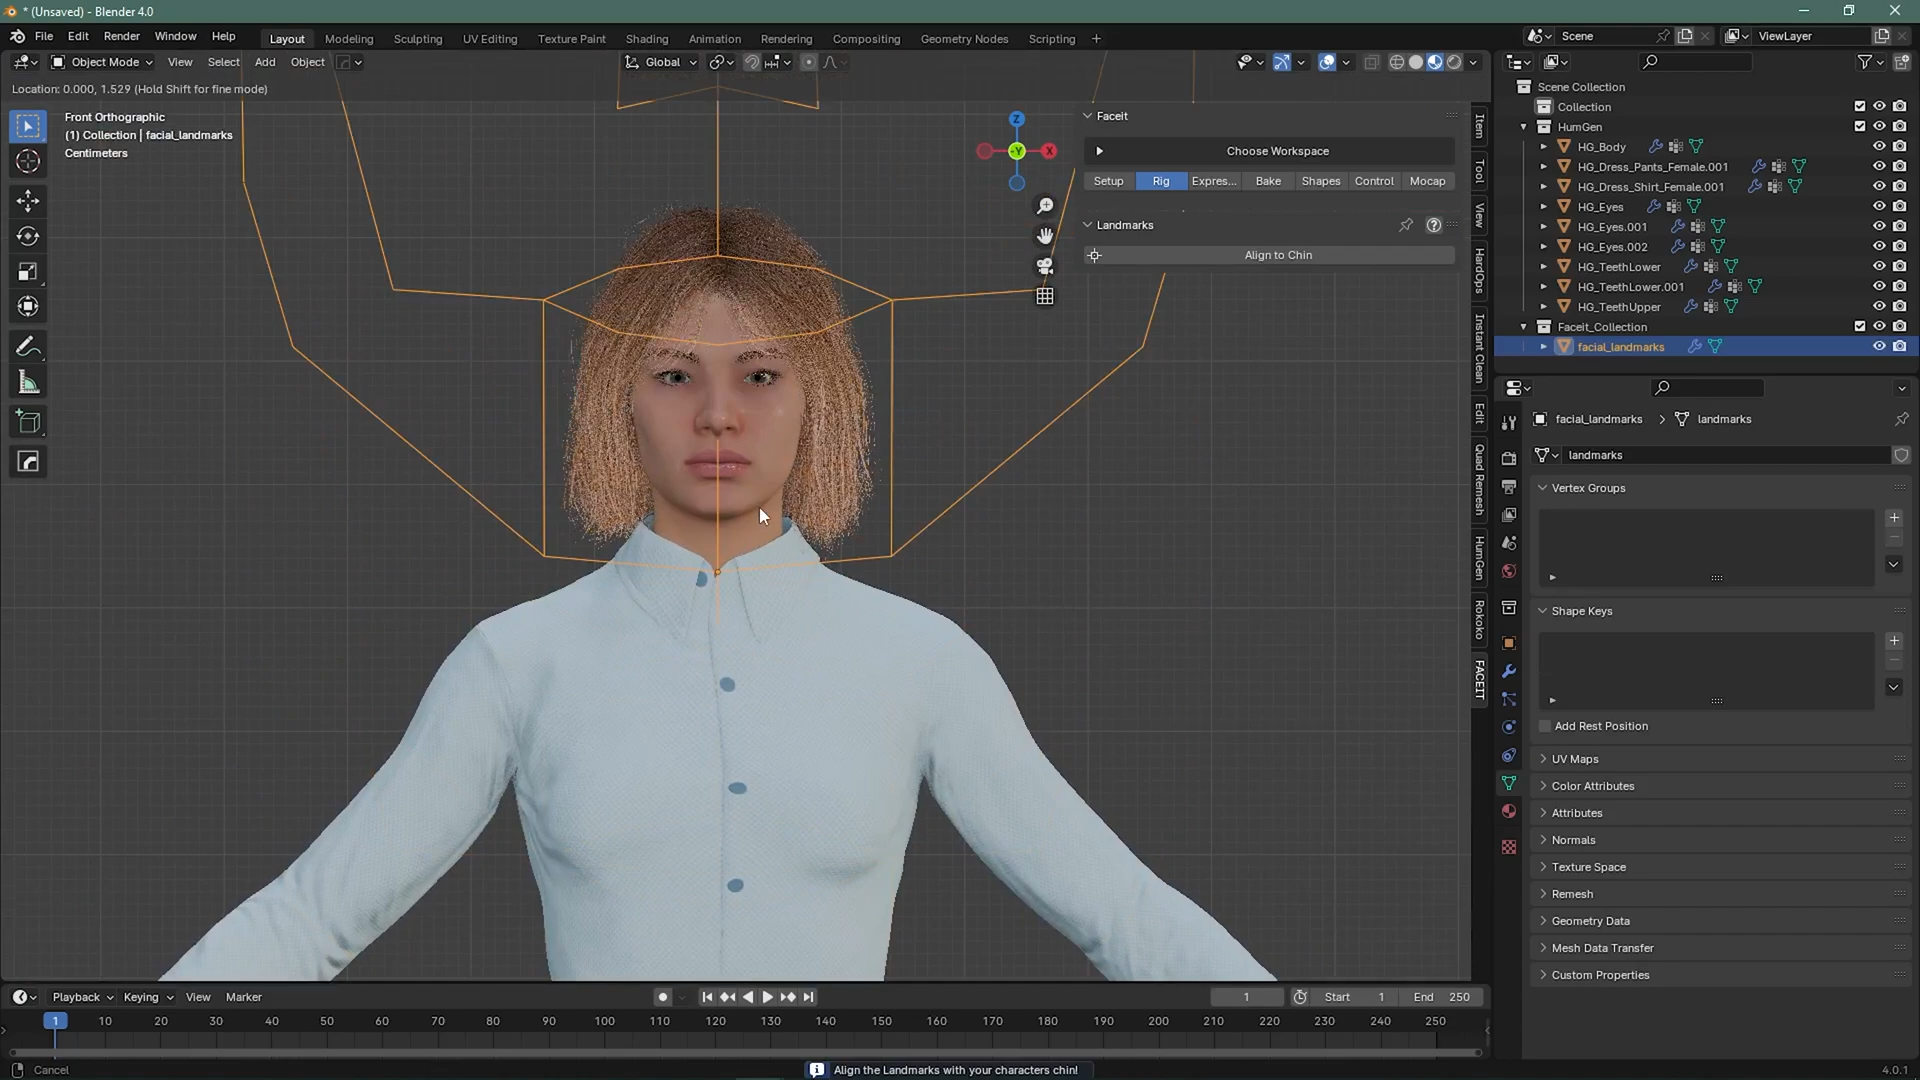 * (Unsaved) - Blender 4.0
File Edit Render Window Help
Layout Modeling Sculpting UV Editing Texture Paint Shading Animation Rendering Compositing Geometry Nodes Scripting +
Scene
ViewLayer
Object Mode View Select Add Object
Global
Location: 0.000, 1.529 (Hold Shift for fine mode)
Front Orthographic
(1) Collection | facial_landmarks
Centimeters
Z
-Y
X
Faceit
Choose Workspace
Setup Rig Expres... Bake Shapes Control Mocap
Landmarks
Align to Chin
Item
Tool
View
HardOps
Instant Clean
Edit
Quad Remesh
HumGen
Rokoko
FACEIT
Scene Collection
Collection
HumGen
HG_Body
HG_Dress_Pants_Female.001
HG_Dress_Shirt_Female.001
HG_Eyes
HG_Eyes.001
HG_Eyes.002
HG_TeethLower
HG_TeethLower.001
HG_TeethUpper
Faceit_Collection
facial_landmarks
facial_landmarks > landmarks
landmarks
Vertex Groups
Shape Keys
Add Rest Position
UV Maps
Color Attributes
Attributes
Normals
Texture Space
Remesh
Geometry Data
Mesh Data Transfer
Custom Properties
Playback Keying View Marker
1 Start 1 End 250
1 10 20 30 40 50 60 70 80 90 100 110 120 130 140 150 160 170 180 190 200 210 220 230 240 250
Cancel
Align the Landmarks with your characters chin!
4.0.1